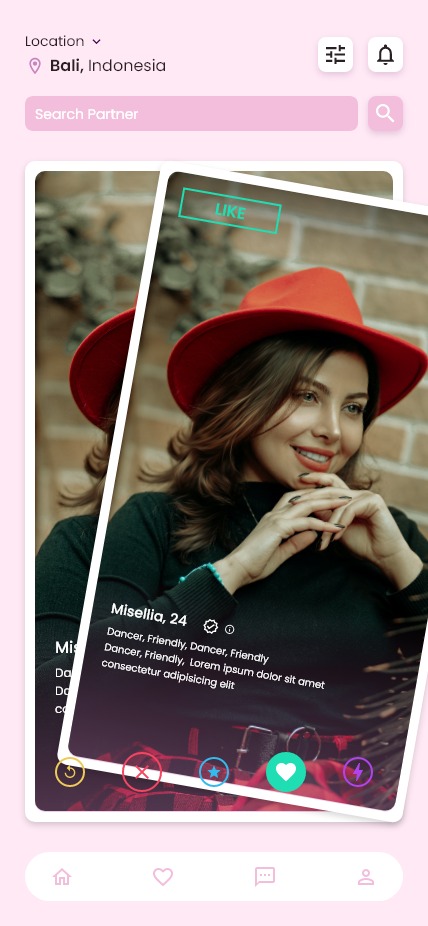 Location
Bali, Indonesia
Search Partner
LIKE
Misellia, 24
Dancer, Friendly, Dancer, Friendly
Dancer, Friendly, Lorem ipsum dolor sit amet
consectetur adipisicing elit
Mis
Da
Da
co